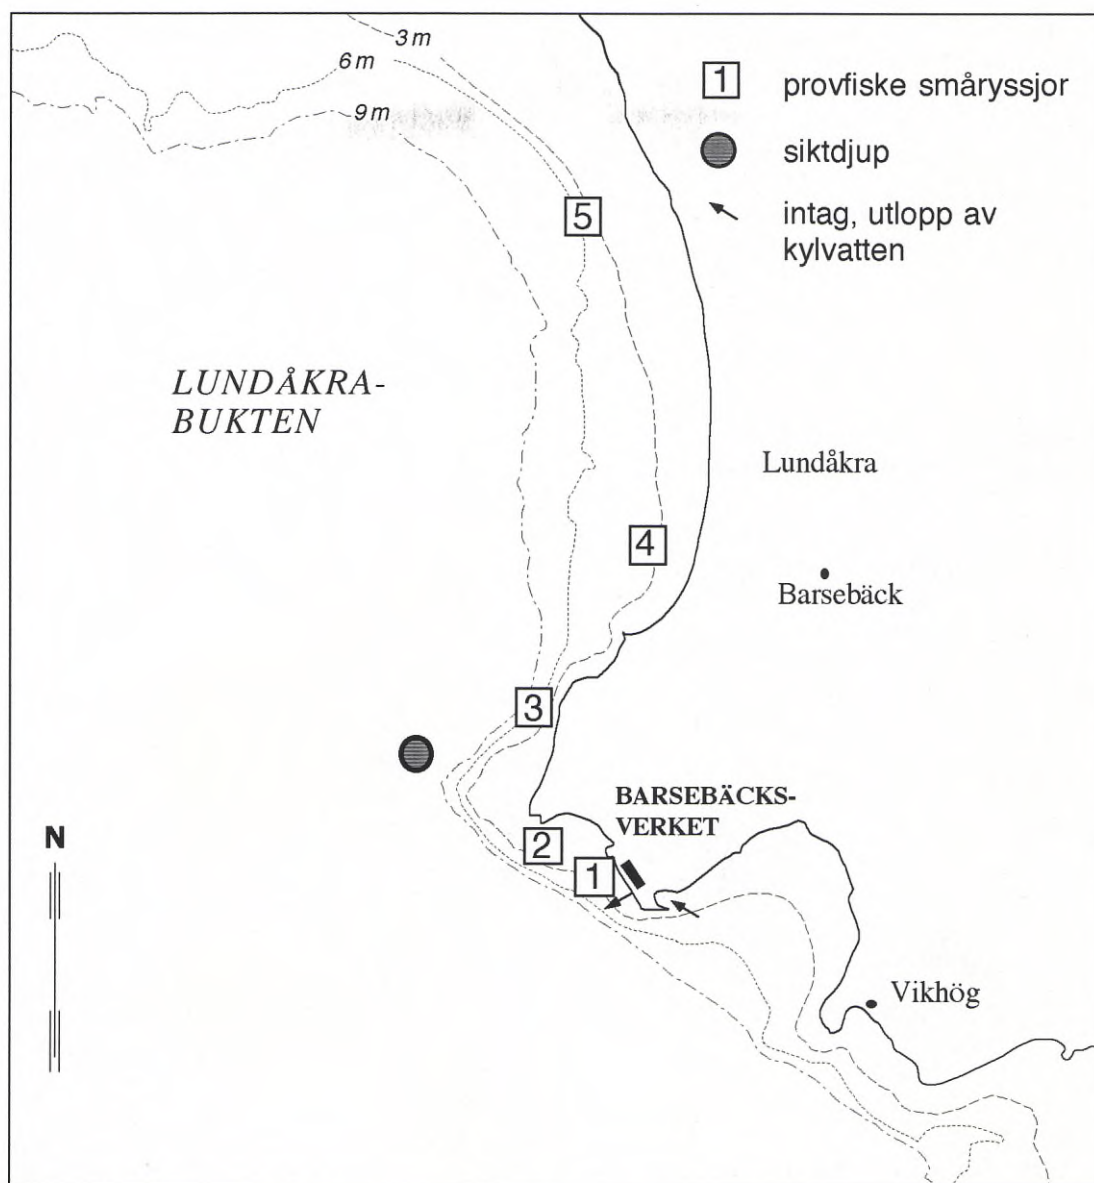 3 m
6 m
9 m
1 provfiske småryssjor
siktdjup
intag, utlopp av
kylvatten
5
LUNDÅKRA-
BUKTEN
Lundåkra
4
Barsebäck
3
BARSEBÄCKS-
VERKET
N
2
1
Vikhög